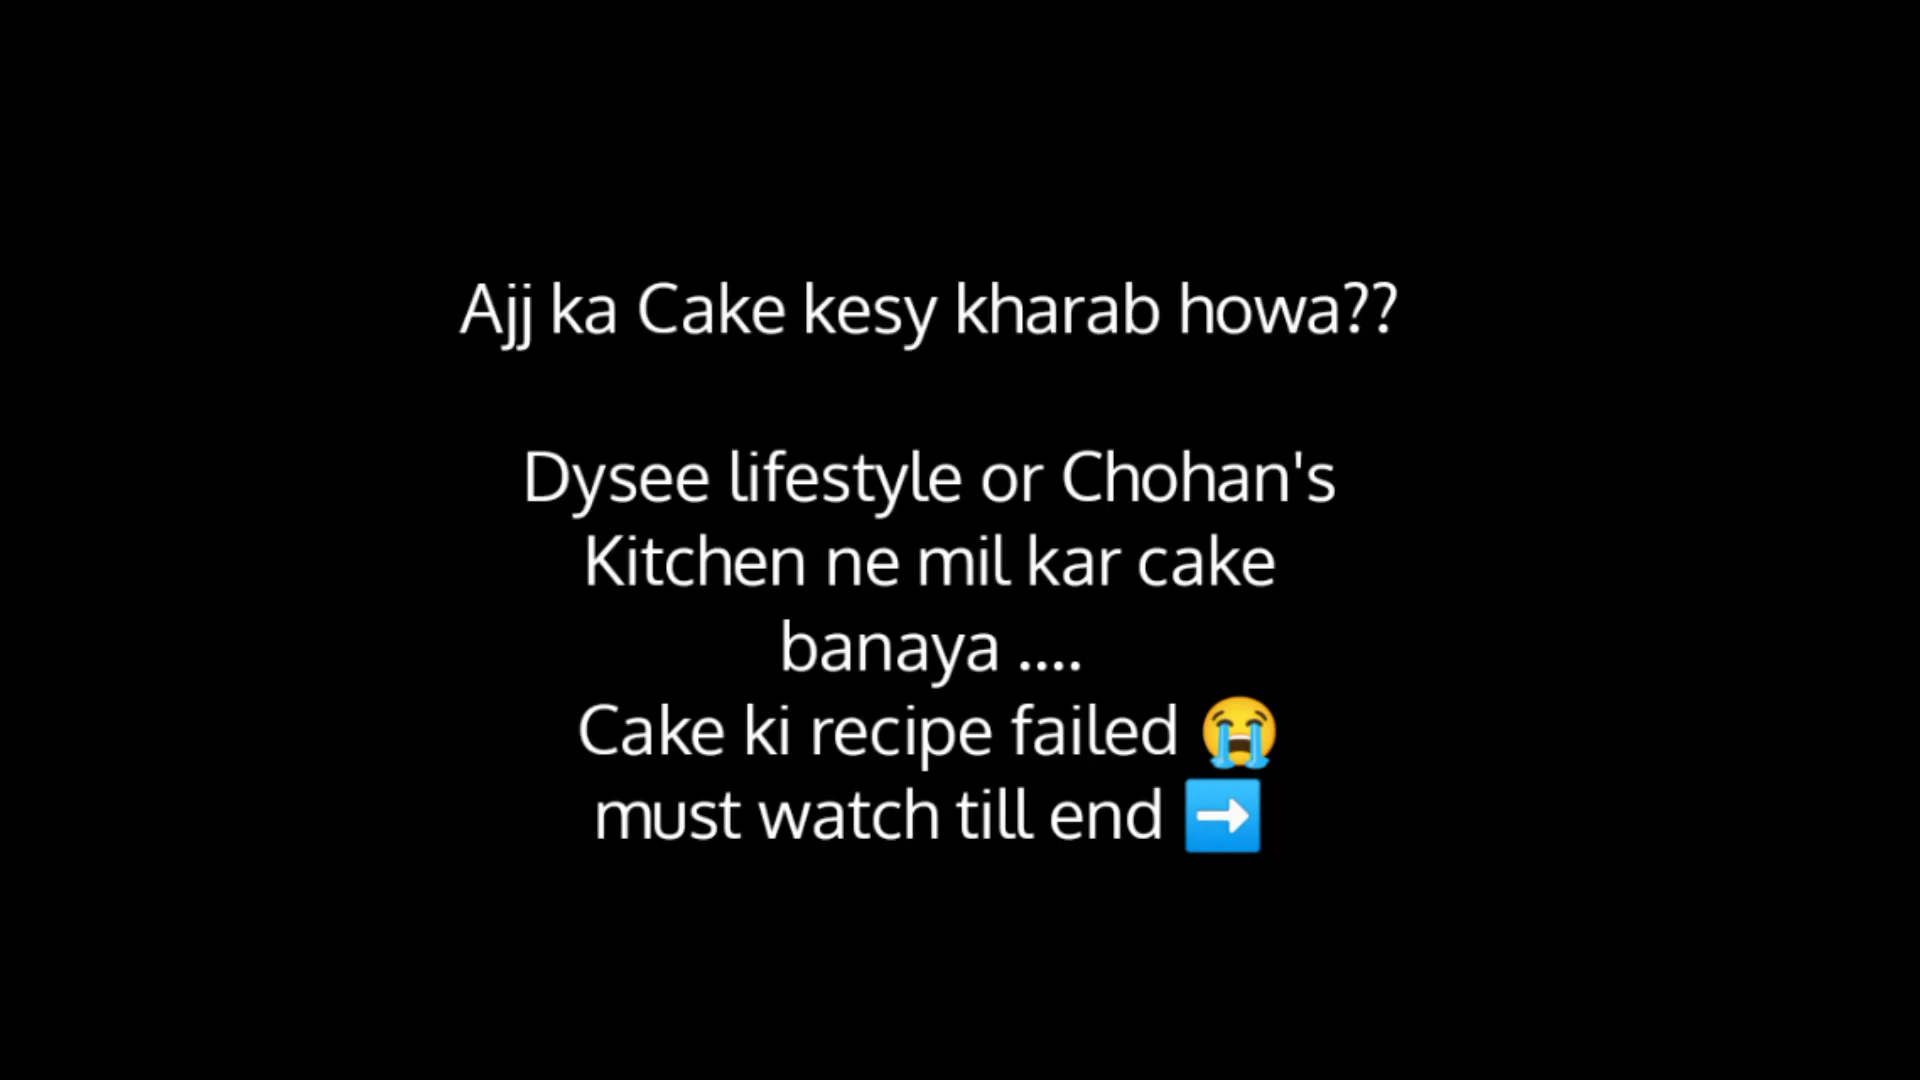 Ajj ka Cake kesy kharab howa??
Dysee lifestyle or Chohan's
Kitchen ne mil kar cake
banaya ....
Cake ki recipe failed 😭
must watch till end ➡️